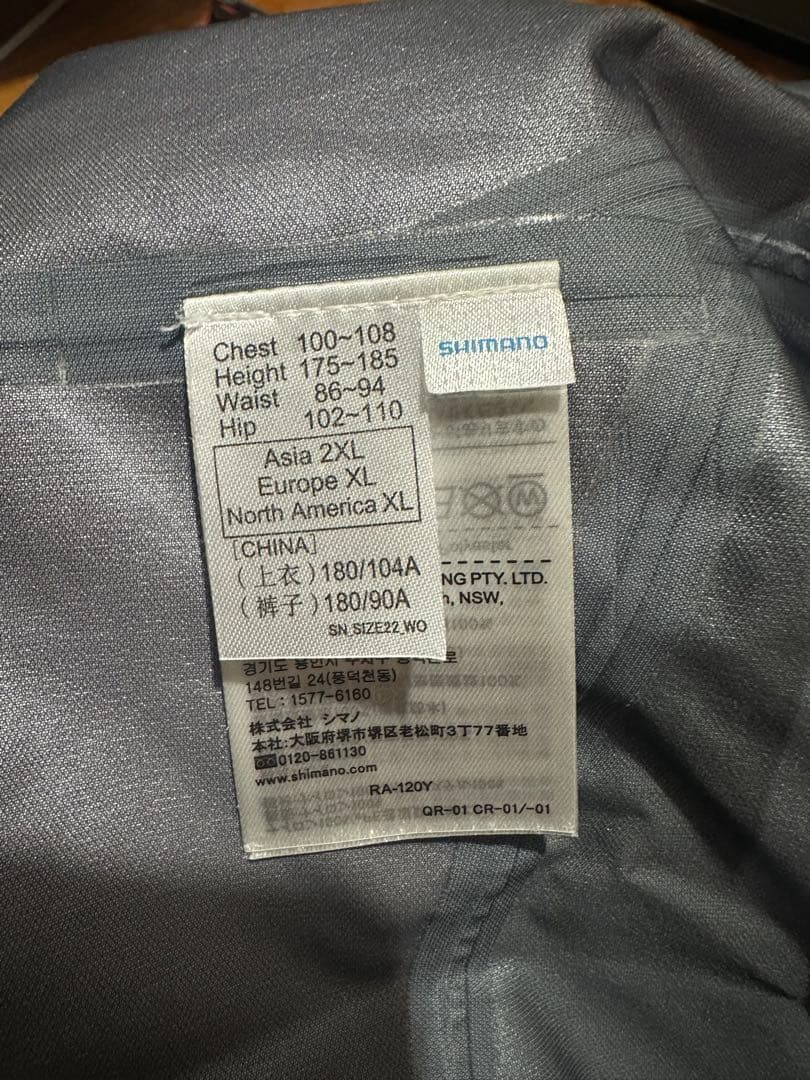 Chest 100~108
Height 175~185
Waist 86~94
Hip 102~110
Asia 2XL
Europe XL
North America XL
[CHINA]
(上衣)180/104A
(裤子)180/90A
SN_SIZE22_WO
SHIMANO
NG PTY. LTD.
, NSW,
148번길 24(풍덕천동)
TEL : 1577-6160
株式会社 シマノ
本社:大阪府堺市堺区老松町3丁77番地
0120-861130
www.shimano.com
RA-120Y
QR-01 CR-01/-01